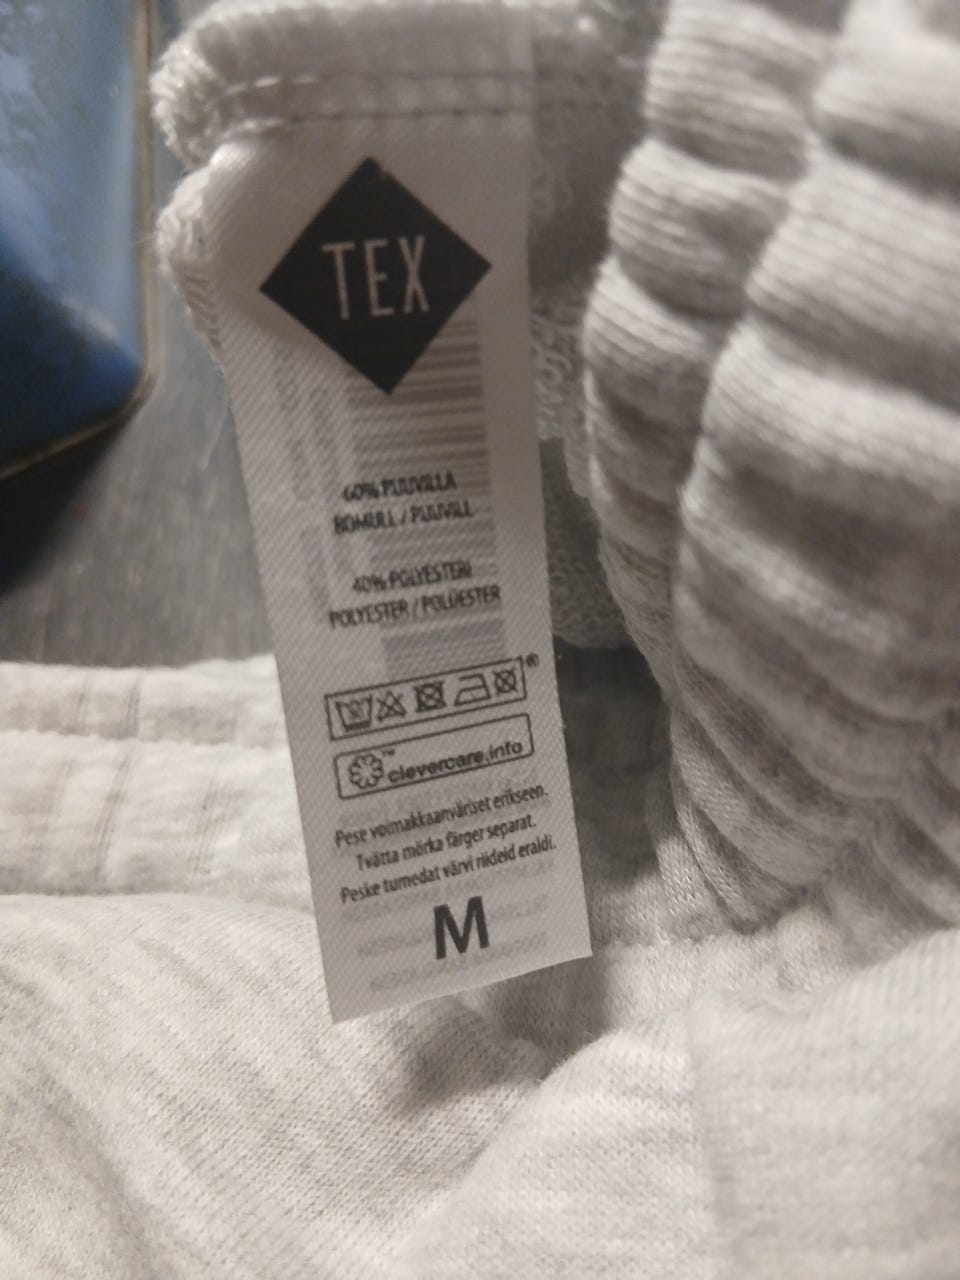 TEX
60% PUUVILLA
BOMULL / PUUVILL
40% POLYESTERI
POLYESTER / POLÜESTER
®
™ clevercare.info
Pese voimakkaanväriset erikseen.
Tvätta mörka färger separat.
Peske tumedat värvi riideid eraldi.
M